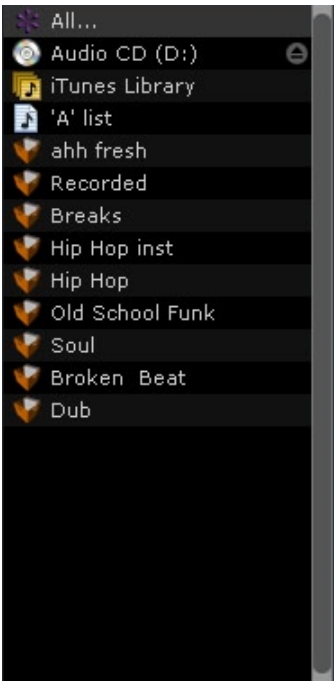 All...
Audio CD (D:)
iTunes Library
'A' list
ahh fresh
Recorded
Breaks
Hip Hop inst
Hip Hop
Old School Funk
Soul
Broken  Beat
Dub